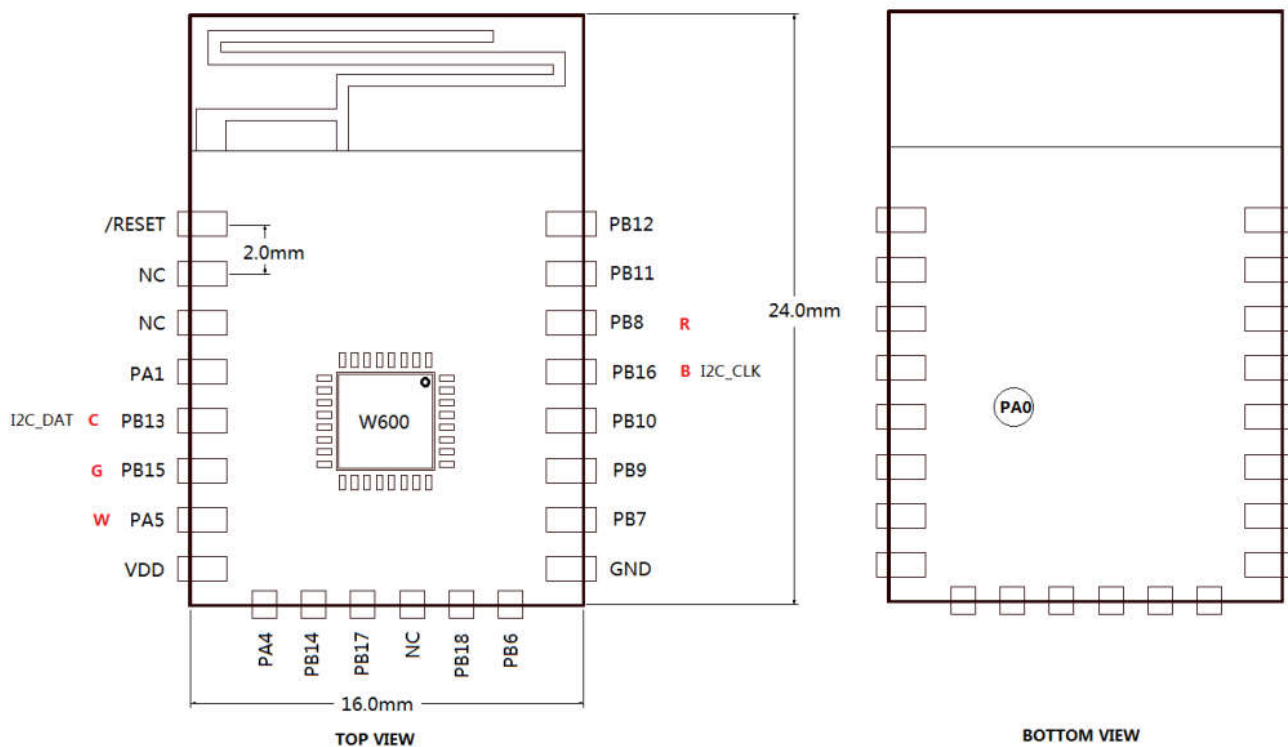 /RESET
NC
NC
PA1
I2C_DAT C PB13
G PB15
W PA5
VDD
2.0mm
W600
PB12
PB11
PB8 R
PB16 B I2C_CLK
PB10
PB9
PB7
GND
24.0mm
PA4
PB14
PB17
NC
PB18
PB6
16.0mm
TOP VIEW
PA0
BOTTOM VIEW